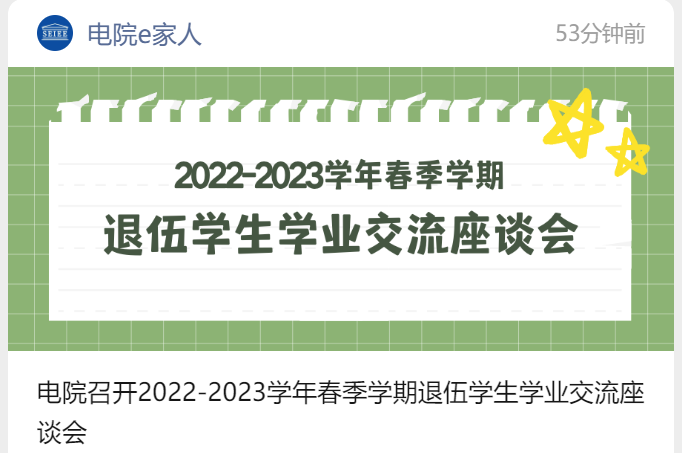 SEIEE
电院e家人
53分钟前
2022-2023学年春季学期
退伍学生学业交流座谈会
电院召开2022-2023学年春季学期退伍学生学业交流座
谈会